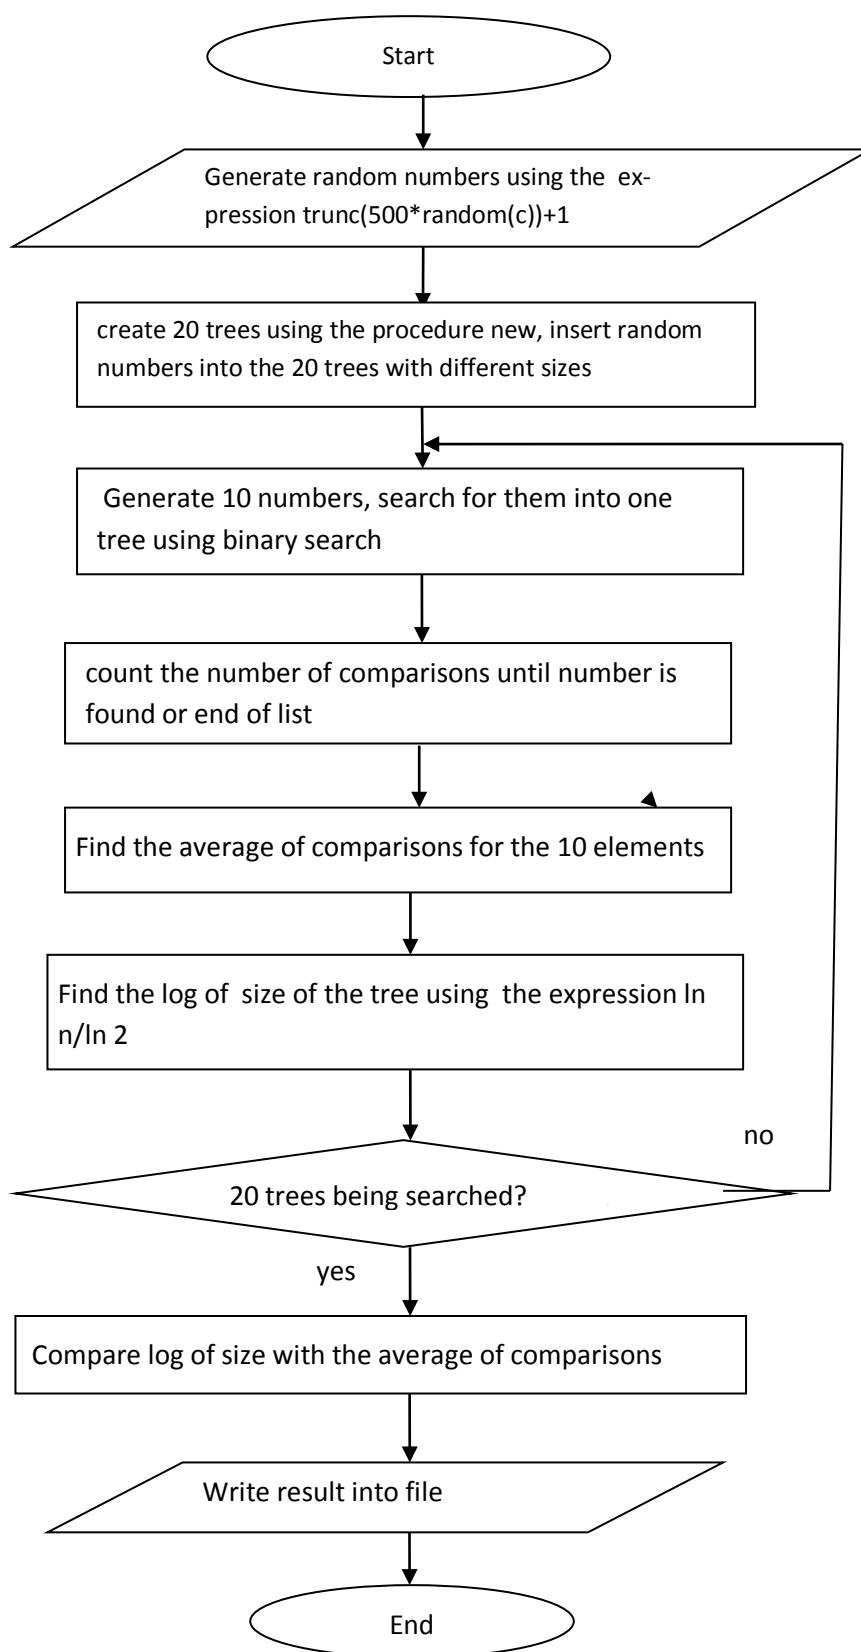 Start
Generate random numbers using the  ex-
pression trunc(500*random(c))+1
create 20 trees using the procedure new, insert random
numbers into the 20 trees with different sizes
Generate 10 numbers, search for them into one
tree using binary search
count the number of comparisons until number is
found or end of list
Find the average of comparisons for the 10 elements
Find the log of  size of the tree using  the expression ln
n/ln 2
no
20 trees being searched?
yes
Compare log of size with the average of comparisons
Write result into file
End